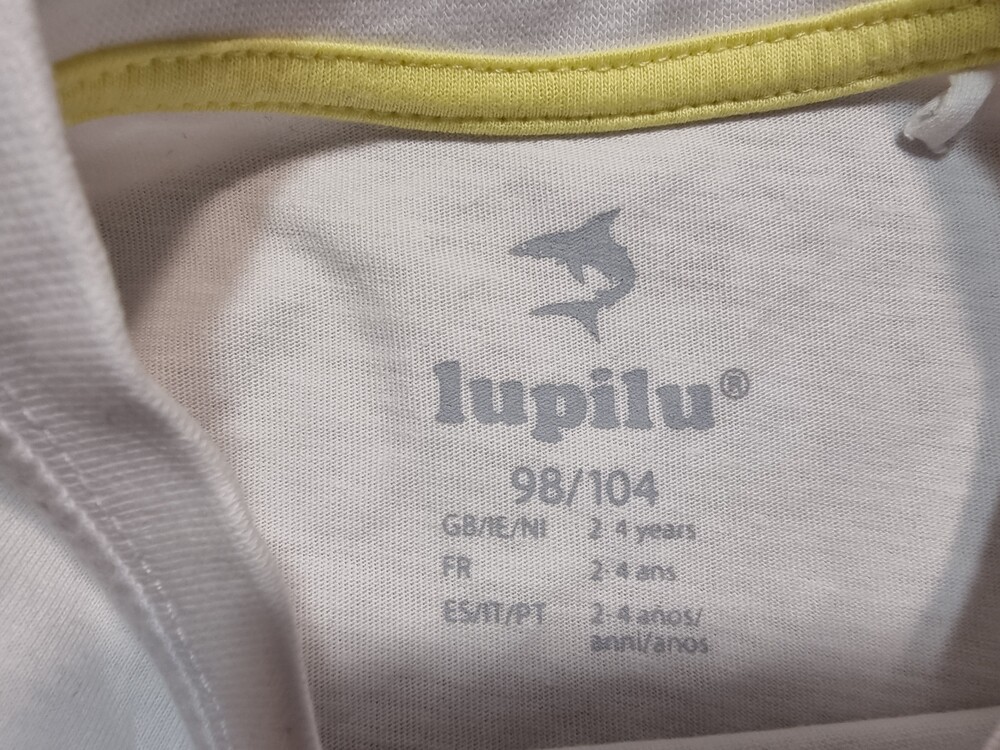 lupilu®
98/104
GB/IE/NI 2-4 years
FR 2-4 ans
ES/IT/PT 2-4 años/
anni/anos